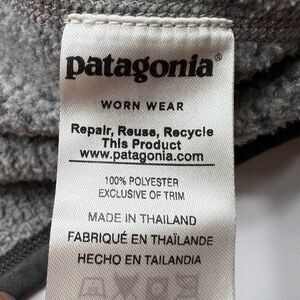 patagonia®
WORN WEAR
Repair, Reuse, Recycle
This Product
www.patagonia.com
100% POLYESTER
EXCLUSIVE OF TRIM
MADE IN THAILAND
FABRIQUÉ EN THAÏLANDE
HECHO EN TAILANDIA